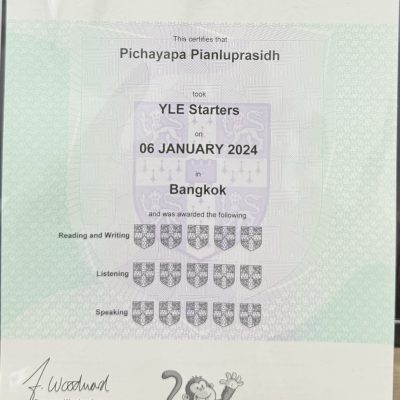 This certifies that
Pichayapa Pianluprasidh
took
YLE Starters
on
06 JANUARY 2024
in
Bangkok
and was awarded the following
Reading and Writing
Listening
Speaking
F. Woodward